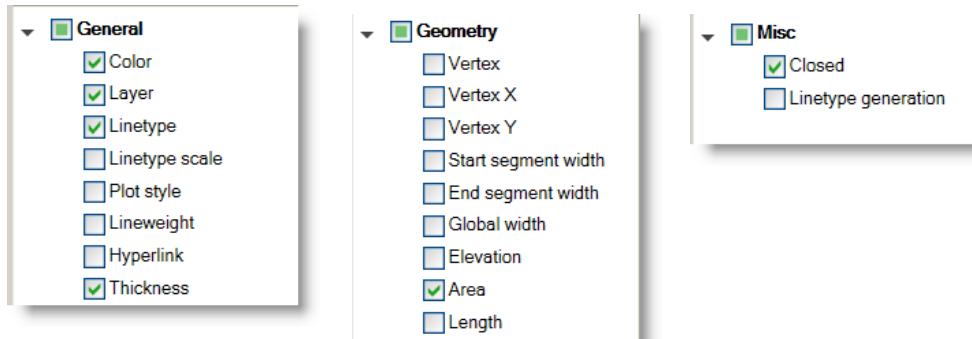 General
Color
Layer
Linetype
Linetype scale
Plot style
Lineweight
Hyperlink
Thickness
Geometry
Vertex
Vertex X
Vertex Y
Start segment width
End segment width
Global width
Elevation
Area
Length
Misc
Closed
Linetype generation